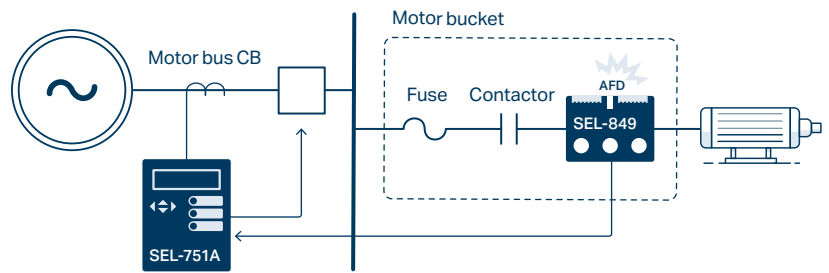 Motor bucket
Motor bus CB
Fuse
Contactor
AFD
SEL-849
SEL-751A